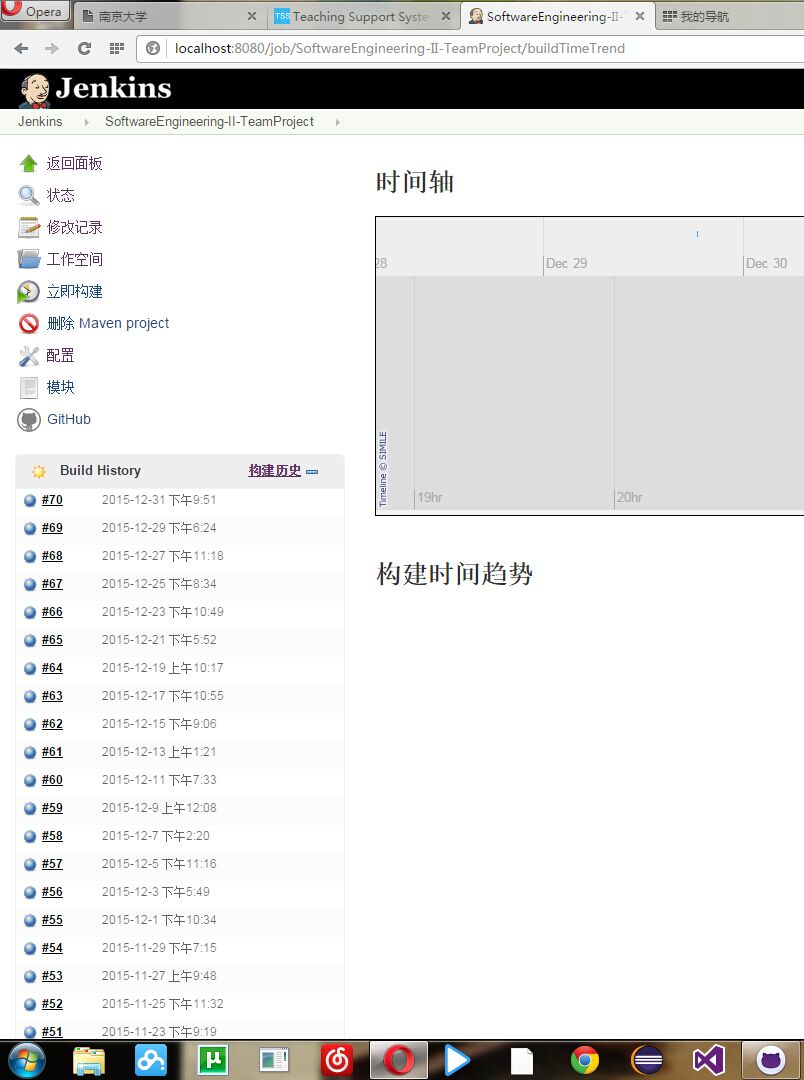 Opera
南京大学
TSS Teaching Support Syste
SoftwareEngineering-II-T
我的导航
localhost:8080/job/SoftwareEngineering-II-TeamProject/buildTimeTrend
Jenkins
Jenkins SoftwareEngineering-II-TeamProject
返回面板
状态
修改记录
工作空间
立即构建
删除 Maven project
配置
模块
GitHub
Build History 构建历史
#70 2015-12-31 下午9:51
#69 2015-12-29 下午6:24
#68 2015-12-27 下午11:18
#67 2015-12-25 下午8:34
#66 2015-12-23 下午10:49
#65 2015-12-21 下午5:52
#64 2015-12-19 上午10:17
#63 2015-12-17 下午10:55
#62 2015-12-15 下午9:06
#61 2015-12-13 上午1:21
#60 2015-12-11 下午7:33
#59 2015-12-9 上午12:08
#58 2015-12-7 下午2:20
#57 2015-12-5 下午11:16
#56 2015-12-3 下午5:49
#55 2015-12-1 下午10:34
#54 2015-11-29 下午7:15
#53 2015-11-27 上午9:48
#52 2015-11-25 下午11:32
#51 2015-11-23 下午9:19
时间轴
28 Dec 29 Dec 30
Timeline © SIMILE
19hr 20hr
构建时间趋势